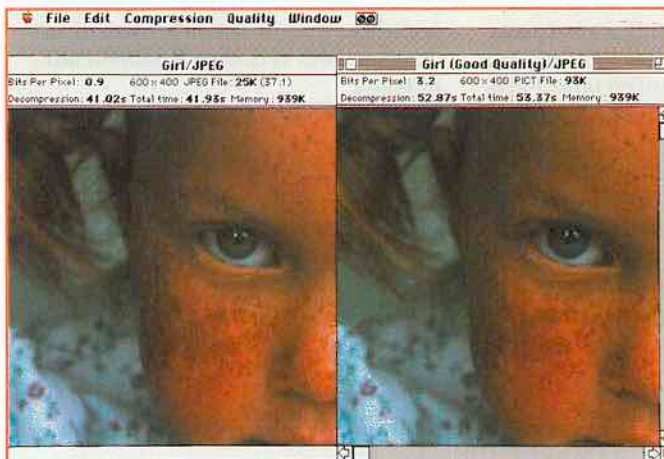 File Edit Compression Quality Window
Girl/JPEG
Bits Per Pixel: 0.9 600 x 400 JPEG File: 25K (37:1)
Decompression: 41.02s Total time: 41.93s Memory: 939K
Girl (Good Quality)/JPEG
Bits Per Pixel: 3.2 600 x 400 PICT File: 93K
Decompression: 52.87s Total time: 53.37s Memory: 939K